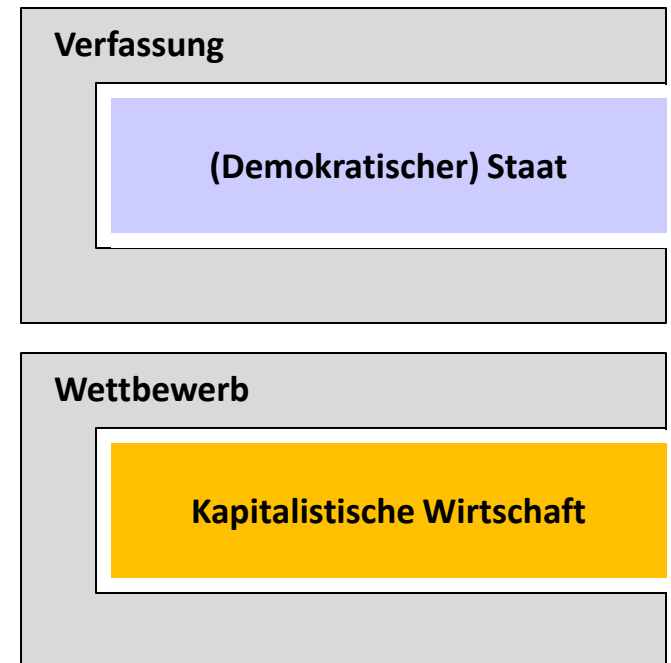 Verfassung
(Demokratischer) Staat
Wettbewerb
Kapitalistische Wirtschaft